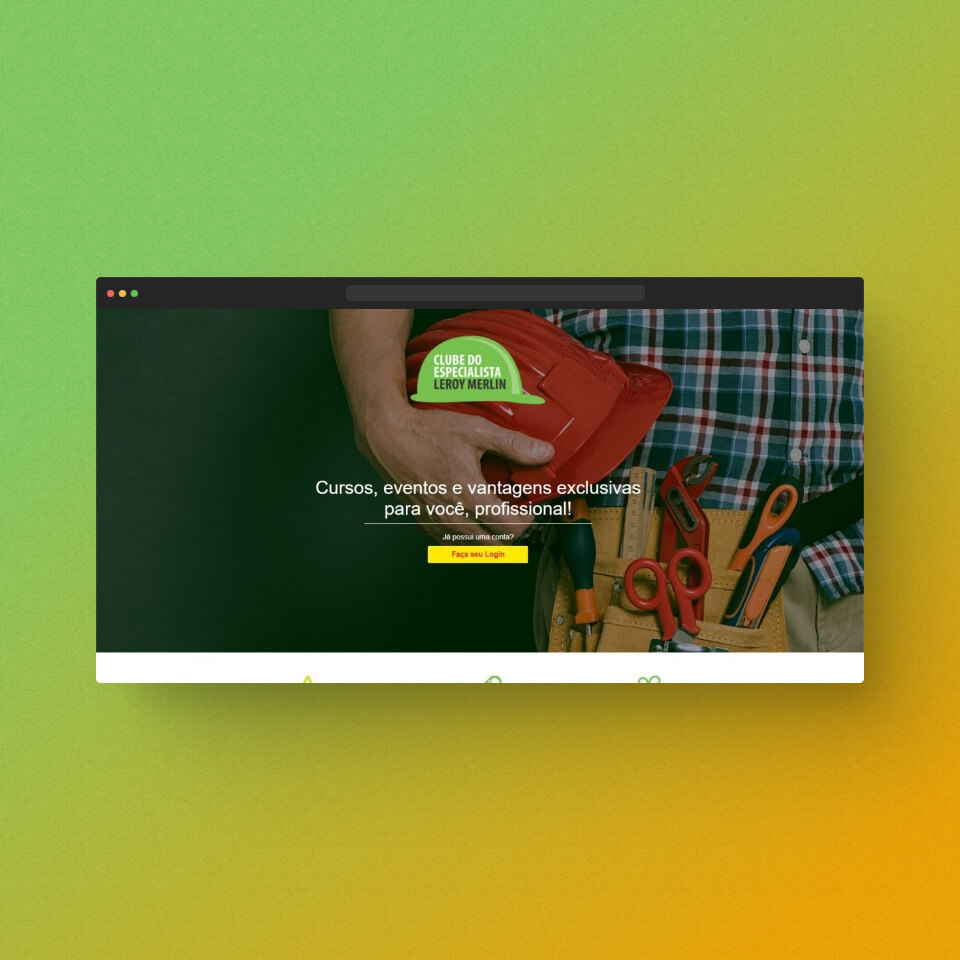 CLUBE DO
ESPECIALISTA
LEROY MERLIN
Cursos, eventos e vantagens exclusivas
para você, profissional!
Já possui uma conta?
Faça seu Login